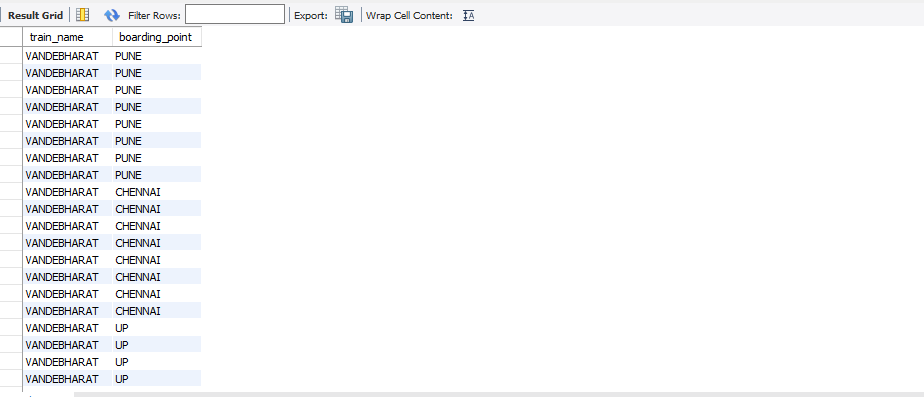 Result Grid Filter Rows: Export: Wrap Cell Content: IA
train_name boarding_point
VANDEBHARAT PUNE
VANDEBHARAT PUNE
VANDEBHARAT PUNE
VANDEBHARAT PUNE
VANDEBHARAT PUNE
VANDEBHARAT PUNE
VANDEBHARAT PUNE
VANDEBHARAT PUNE
VANDEBHARAT CHENNAI
VANDEBHARAT CHENNAI
VANDEBHARAT CHENNAI
VANDEBHARAT CHENNAI
VANDEBHARAT CHENNAI
VANDEBHARAT CHENNAI
VANDEBHARAT CHENNAI
VANDEBHARAT CHENNAI
VANDEBHARAT UP
VANDEBHARAT UP
VANDEBHARAT UP
VANDEBHARAT UP